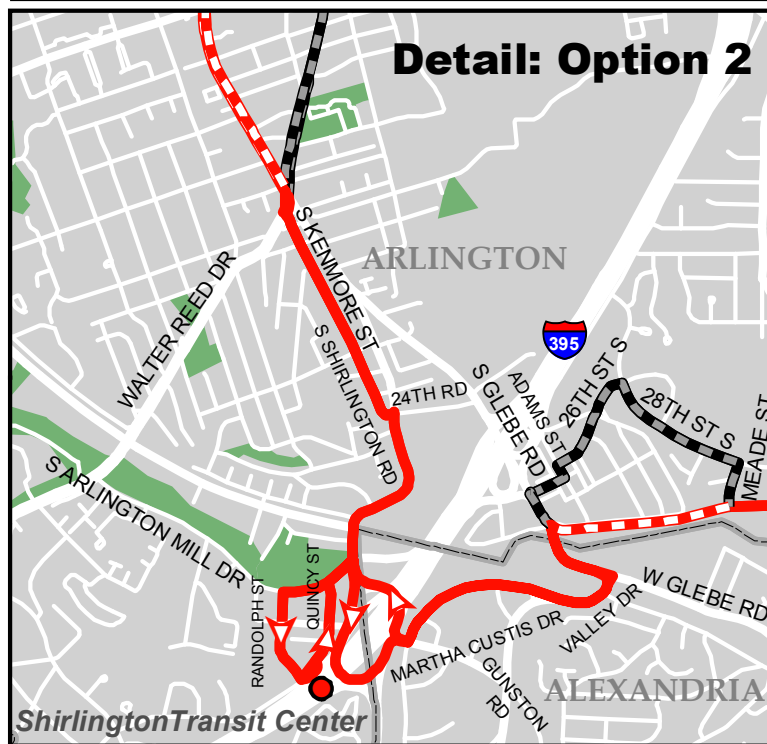 Detail: Option 2
S KENMORE ST
ARLINGTON
WALTER REED DR
395
S SHIRLINGTON RD
24TH RD
S GLEBE RD
ADAMS ST
26TH ST S
28TH ST S
MEADE ST
S ARLINGTON MILL DR
RANDOLPH ST
QUINCY ST
MARTHA CUSTIS DR
VALLEY DR
W GLEBE RD
GUNSTON
RD
ALEXANDRIA
ShirlingtonTransit Center